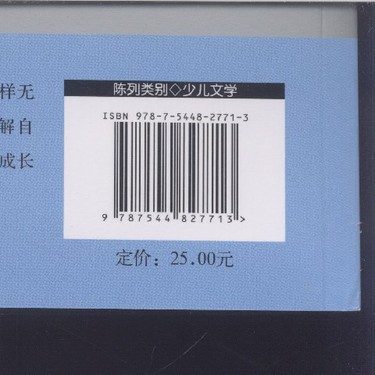 样无
解自
成长
陈列类别◇少儿文学
ISBN 978-7-5448-2771-3
9 787544 827713 >
定价：25.00元